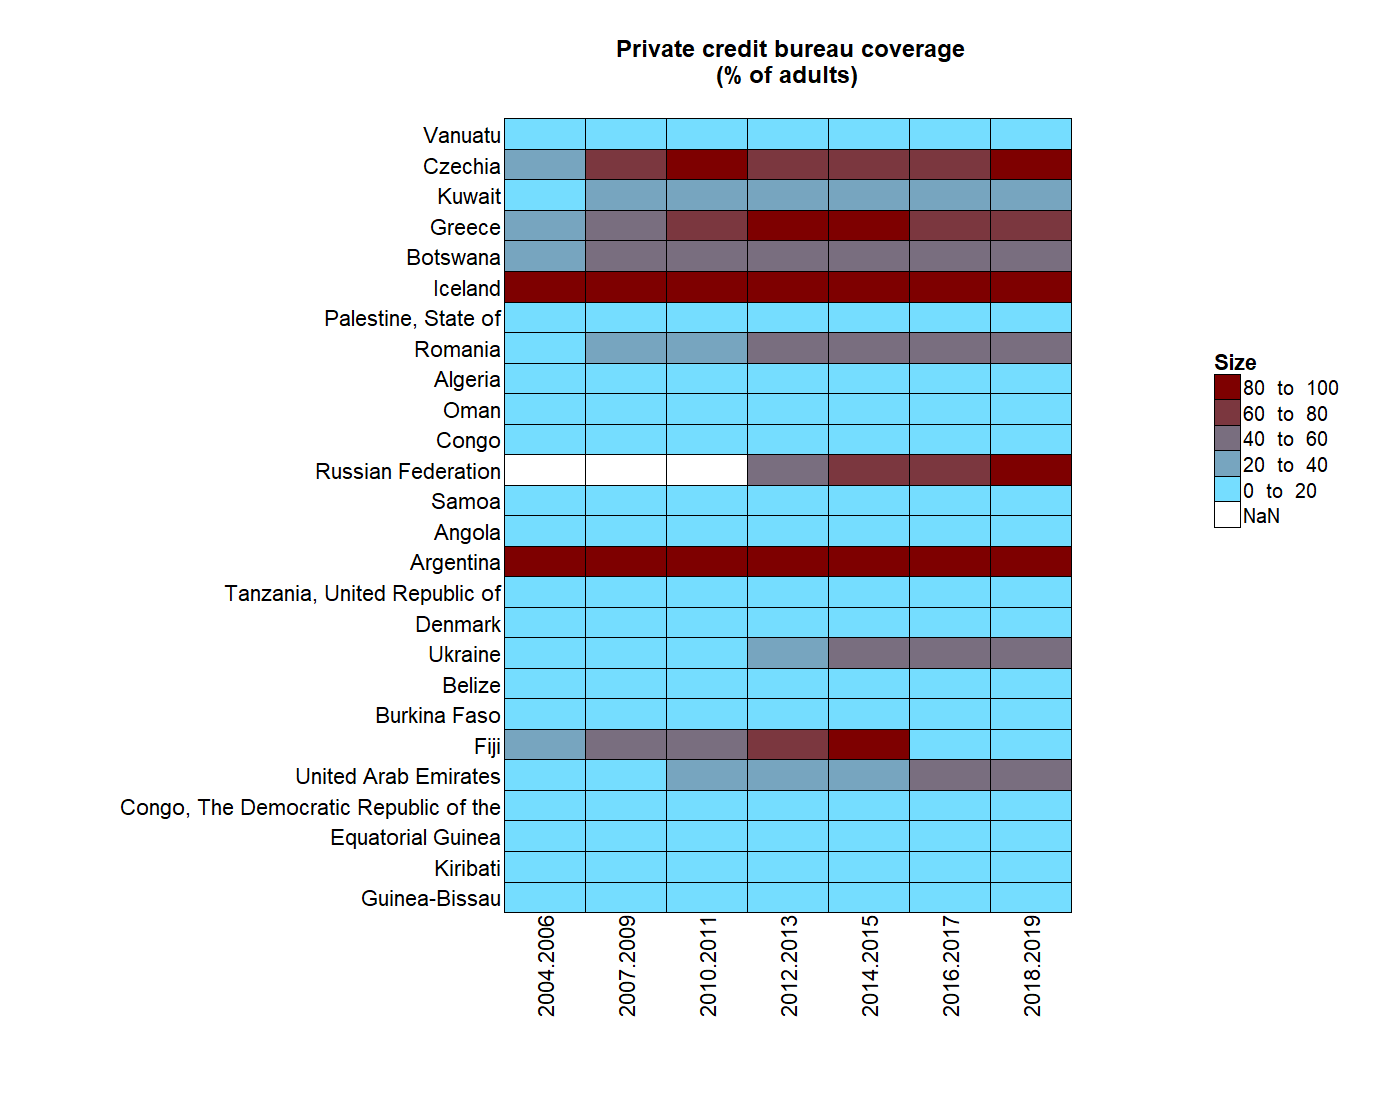 Private credit bureau coverage
(% of adults)
Vanuatu
Czechia
Kuwait
Greece
Botswana
Iceland
Palestine, State of
Romania
Algeria
Oman
Congo
Russian Federation
Samoa
Angola
Argentina
Tanzania, United Republic of
Denmark
Ukraine
Belize
Burkina Faso
Fiji
United Arab Emirates
Congo, The Democratic Republic of the
Equatorial Guinea
Kiribati
Guinea-Bissau
2004.2006
2007.2009
2010.2011
2012.2013
2014.2015
2016.2017
2018.2019
Size
80 to 100
60 to 80
40 to 60
20 to 40
0 to 20
NaN